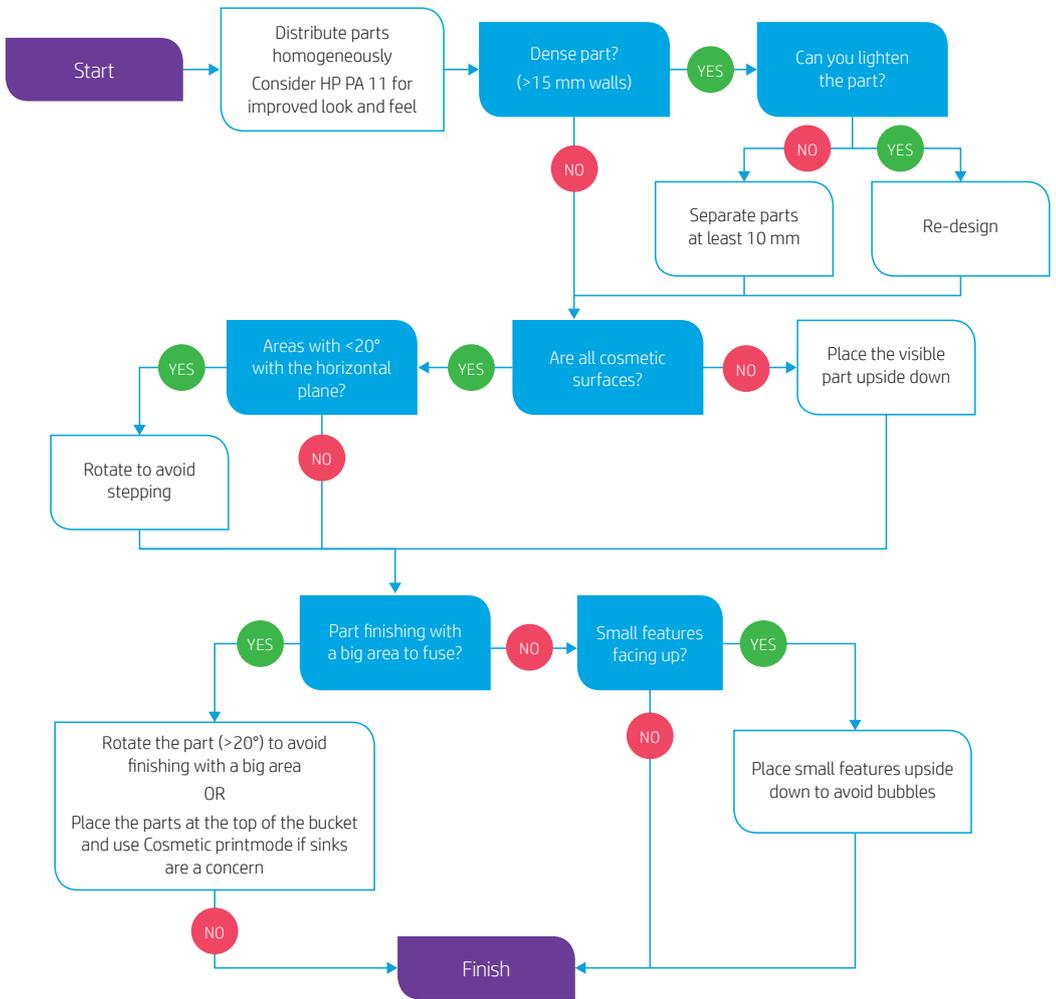 Start
Distribute parts
homogeneously
Consider HP PA 11 for
improved look and feel
Dense part?
(>15 mm walls)
YES
Can you lighten
the part?
NO
NO
YES
Separate parts
at least 10 mm
Re-design
YES
Areas with <20°
with the horizontal
plane?
YES
Are all cosmetic
surfaces?
NO
Place the visible
part upside down
Rotate to avoid
stepping
NO
YES
Part finishing with
a big area to fuse?
NO
Small features
facing up?
YES
Rotate the part (>20°) to avoid
finishing with a big area
OR
Place the parts at the top of the bucket
and use Cosmetic printmode if sinks
are a concern
NO
Place small features upside
down to avoid bubbles
NO
Finish